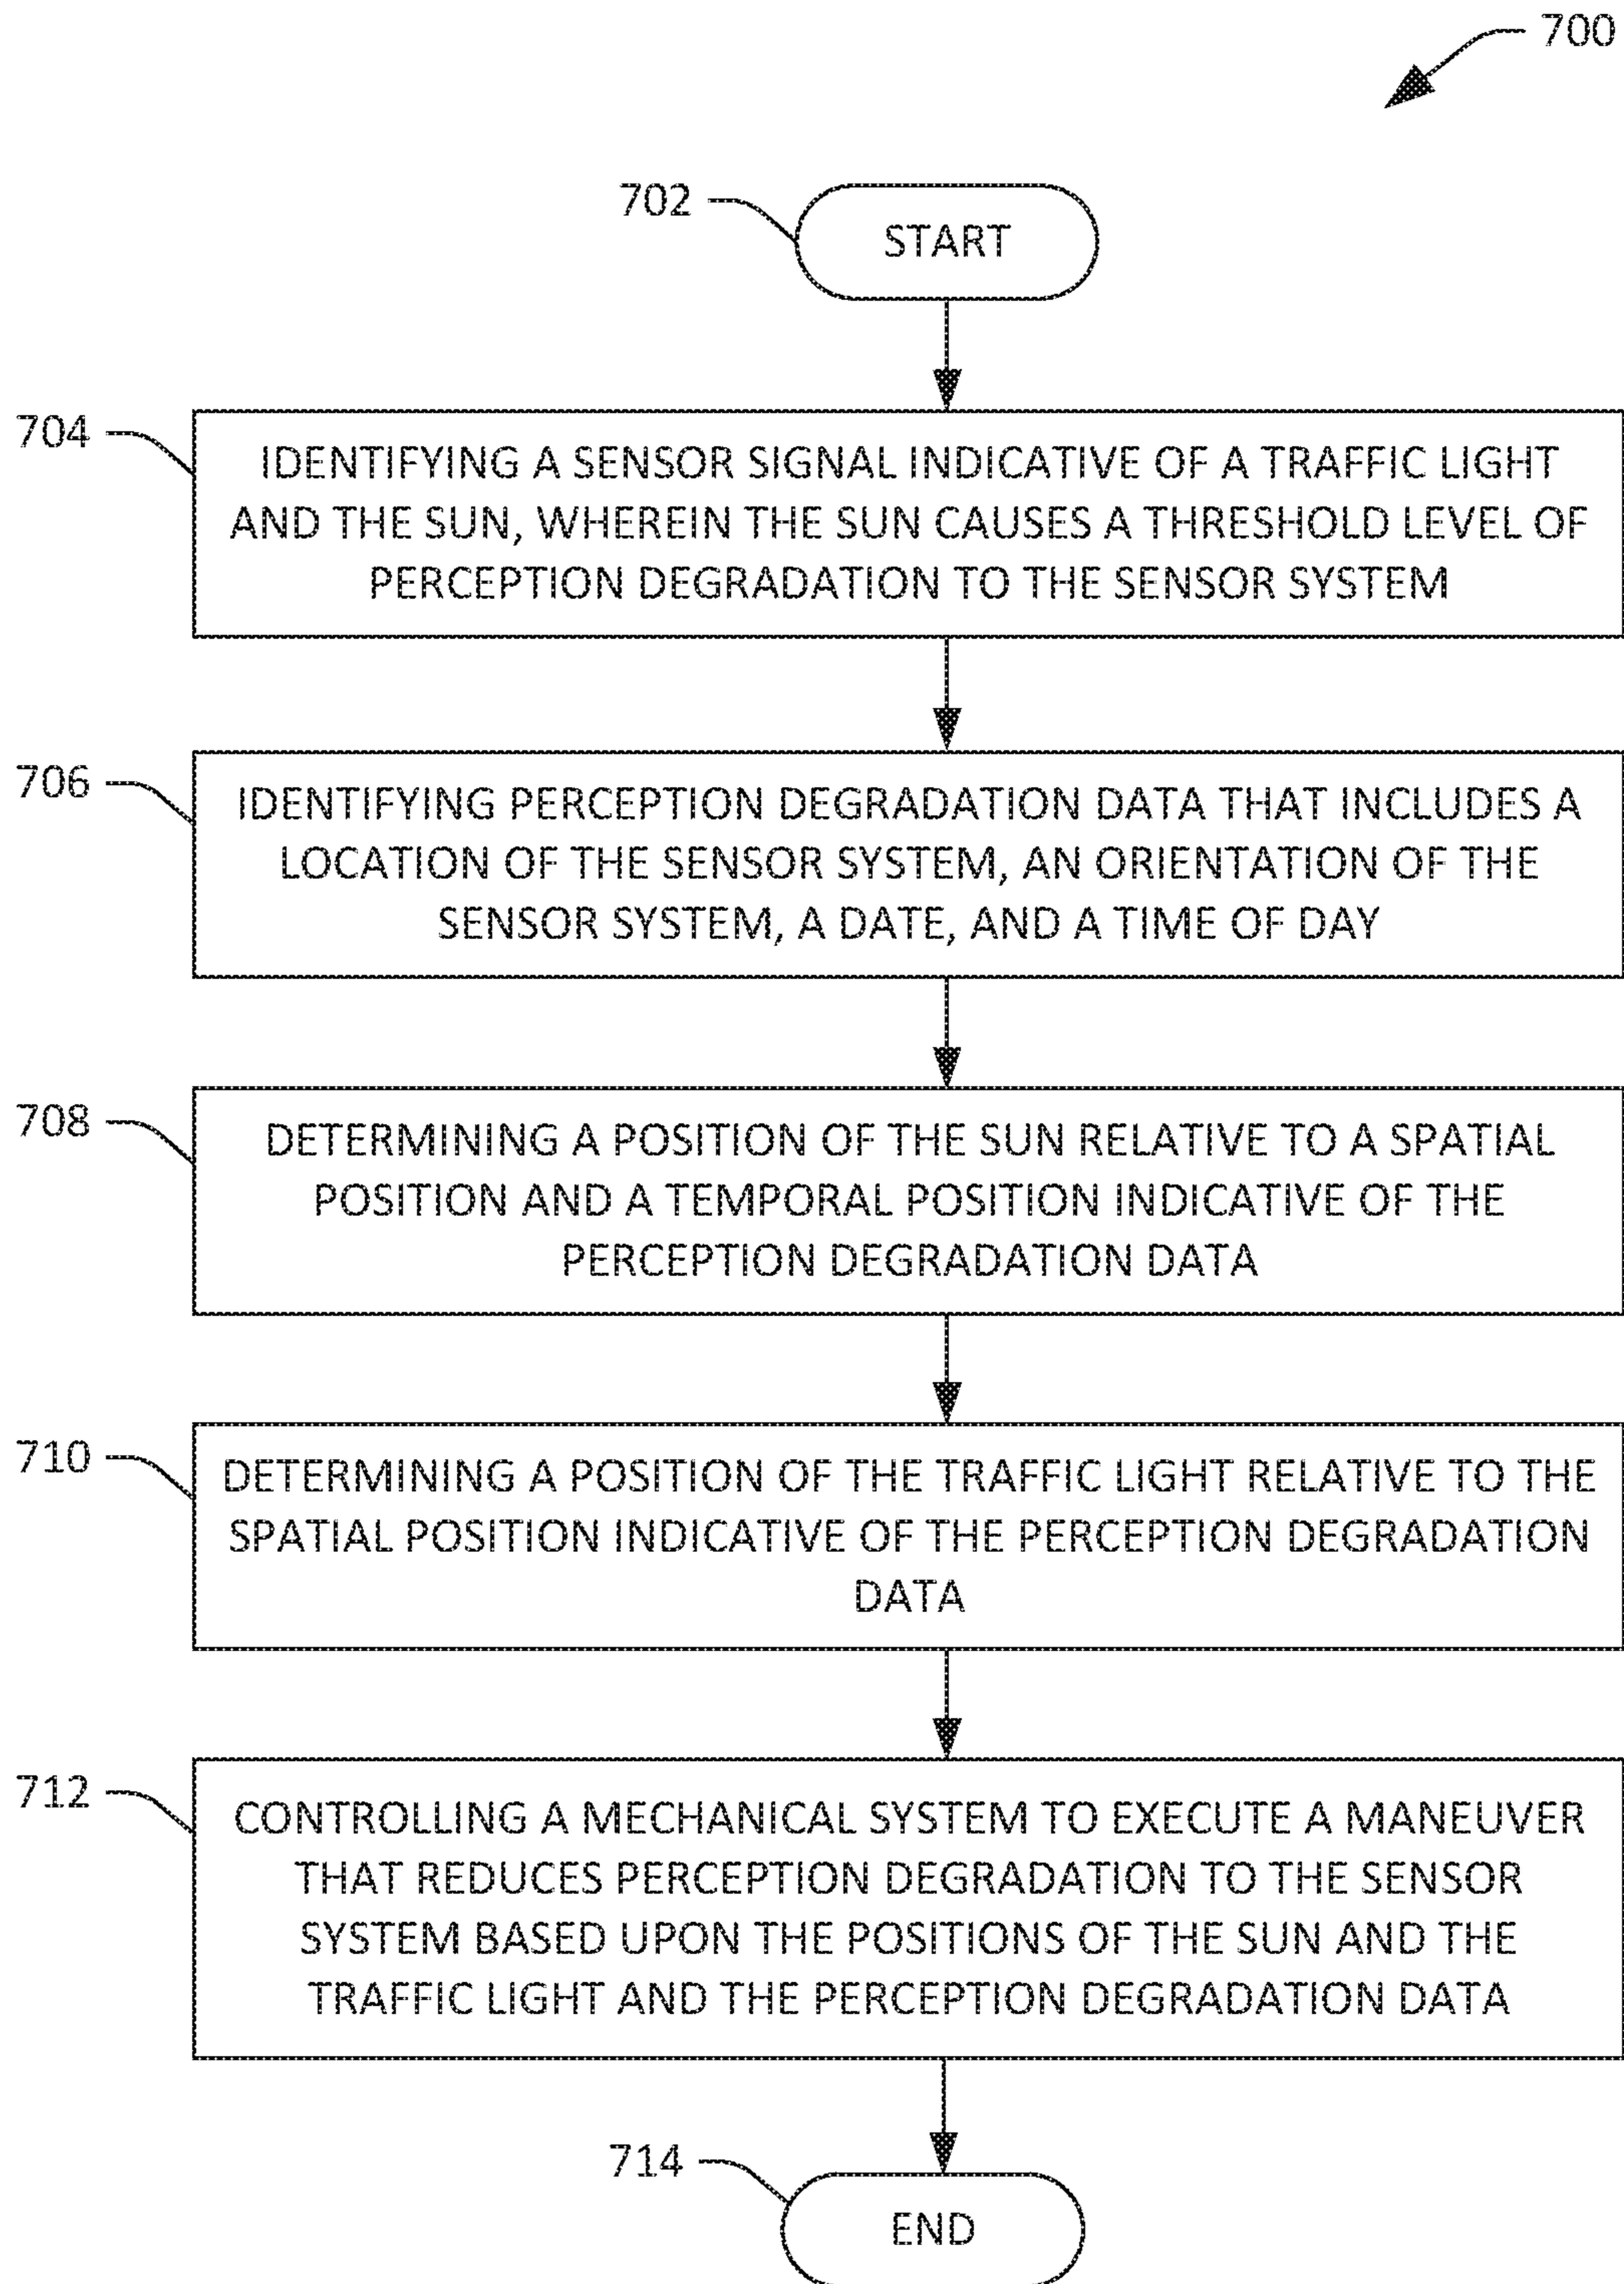 700
702
START
704
IDENTIFYING A SENSOR SIGNAL INDICATIVE OF A TRAFFIC LIGHT
AND THE SUN, WHEREIN THE SUN CAUSES A THRESHOLD LEVEL OF
PERCEPTION DEGRADATION TO THE SENSOR SYSTEM
706
IDENTIFYING PERCEPTION DEGRADATION DATA THAT INCLUDES A
LOCATION OF THE SENSOR SYSTEM, AN ORIENTATION OF THE
SENSOR SYSTEM, A DATE, AND A TIME OF DAY
708
DETERMINING A POSITION OF THE SUN RELATIVE TO A SPATIAL
POSITION AND A TEMPORAL POSITION INDICATIVE OF THE
PERCEPTION DEGRADATION DATA
710
DETERMINING A POSITION OF THE TRAFFIC LIGHT RELATIVE TO THE
SPATIAL POSITION INDICATIVE OF THE PERCEPTION DEGRADATION
DATA
712
CONTROLLING A MECHANICAL SYSTEM TO EXECUTE A MANEUVER
THAT REDUCES PERCEPTION DEGRADATION TO THE SENSOR
SYSTEM BASED UPON THE POSITIONS OF THE SUN AND THE
TRAFFIC LIGHT AND THE PERCEPTION DEGRADATION DATA
714
END